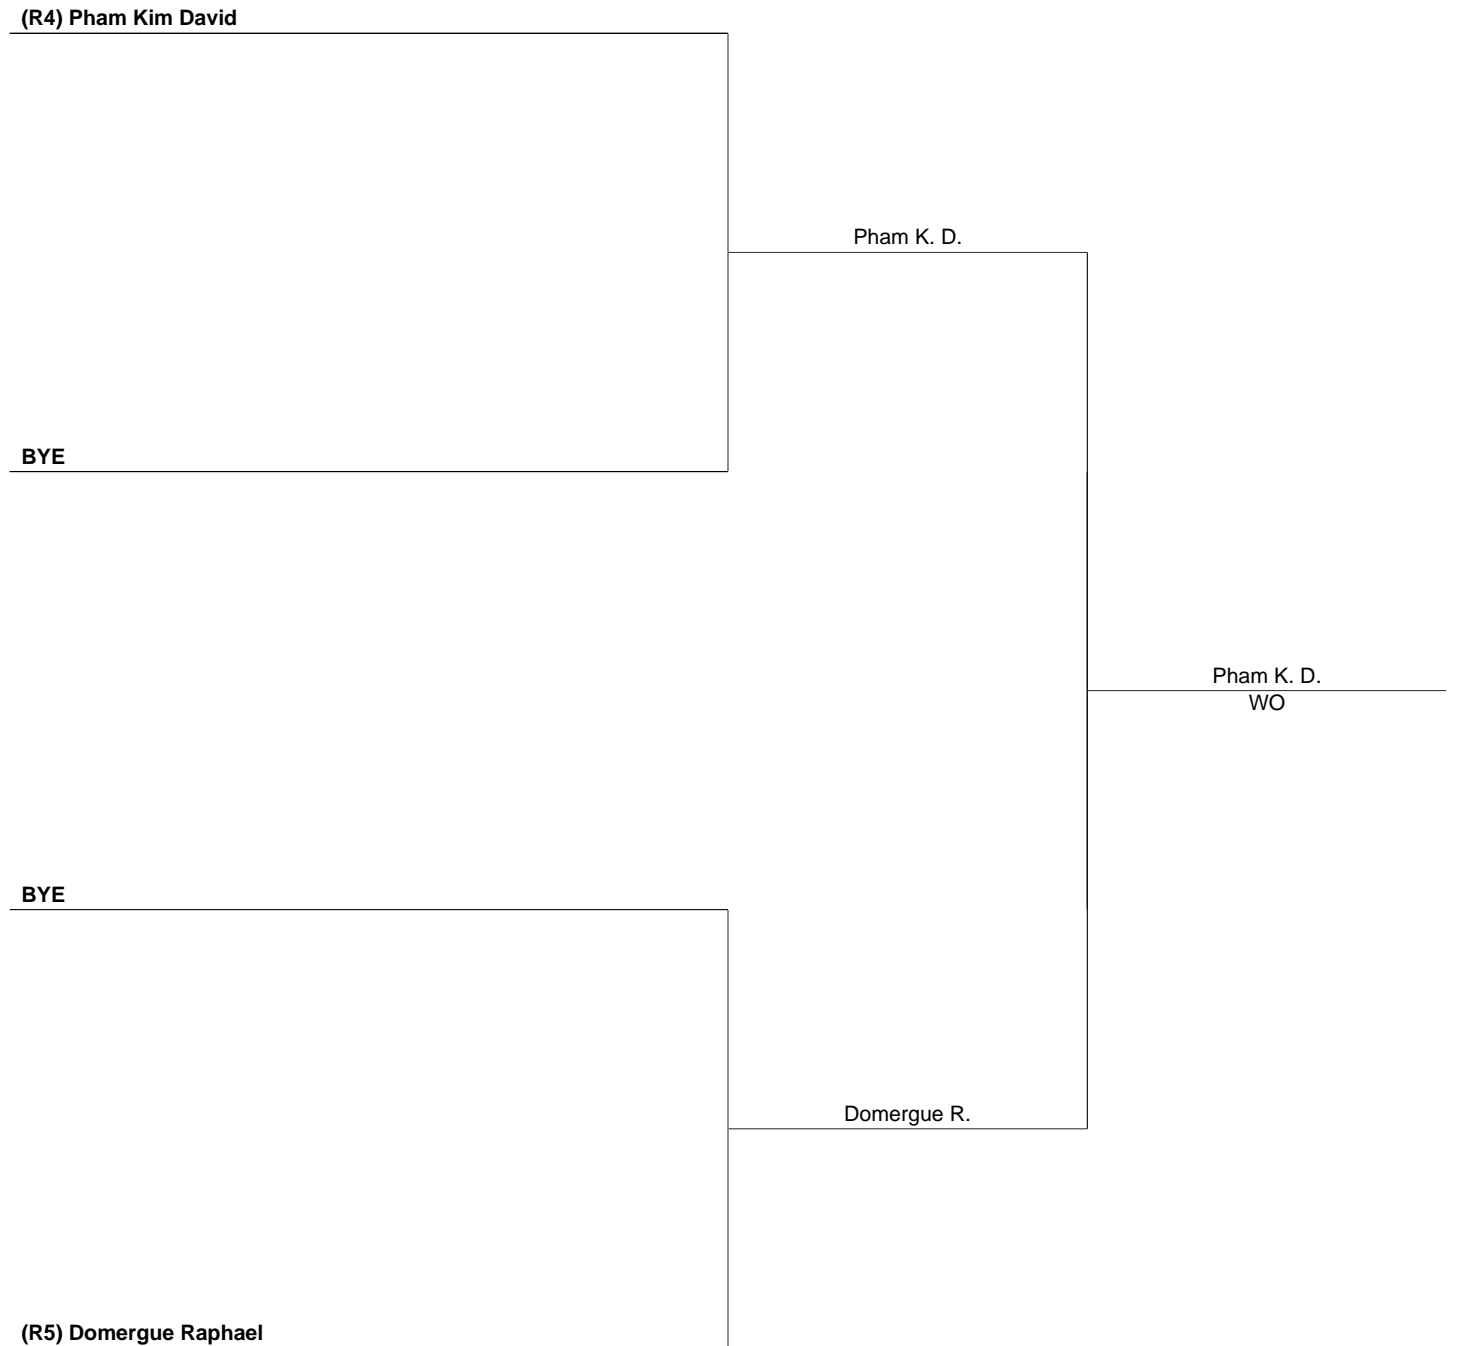 (R4) Pham Kim David
Pham K. D.
BYE
Pham K. D.
WO
BYE
Domergue R.
(R5) Domergue Raphael